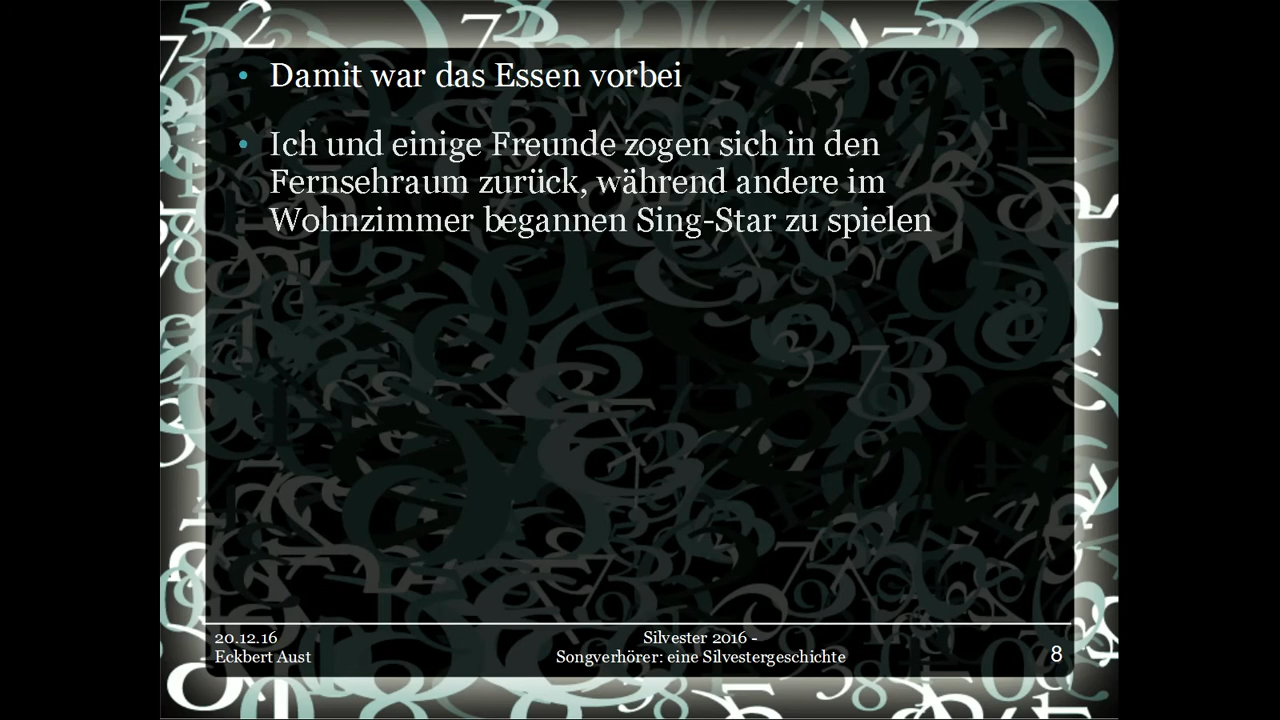 Damit war das Essen vorbei
Ich und einige Freunde zogen sich in den
Fernsehraum zurück, während andere im
Wohnzimmer begannen Sing-Star zu spielen
20.12.16
Eckbert Aust
Silvester 2016 -
Songverhörer: eine Silvestergeschichte
8